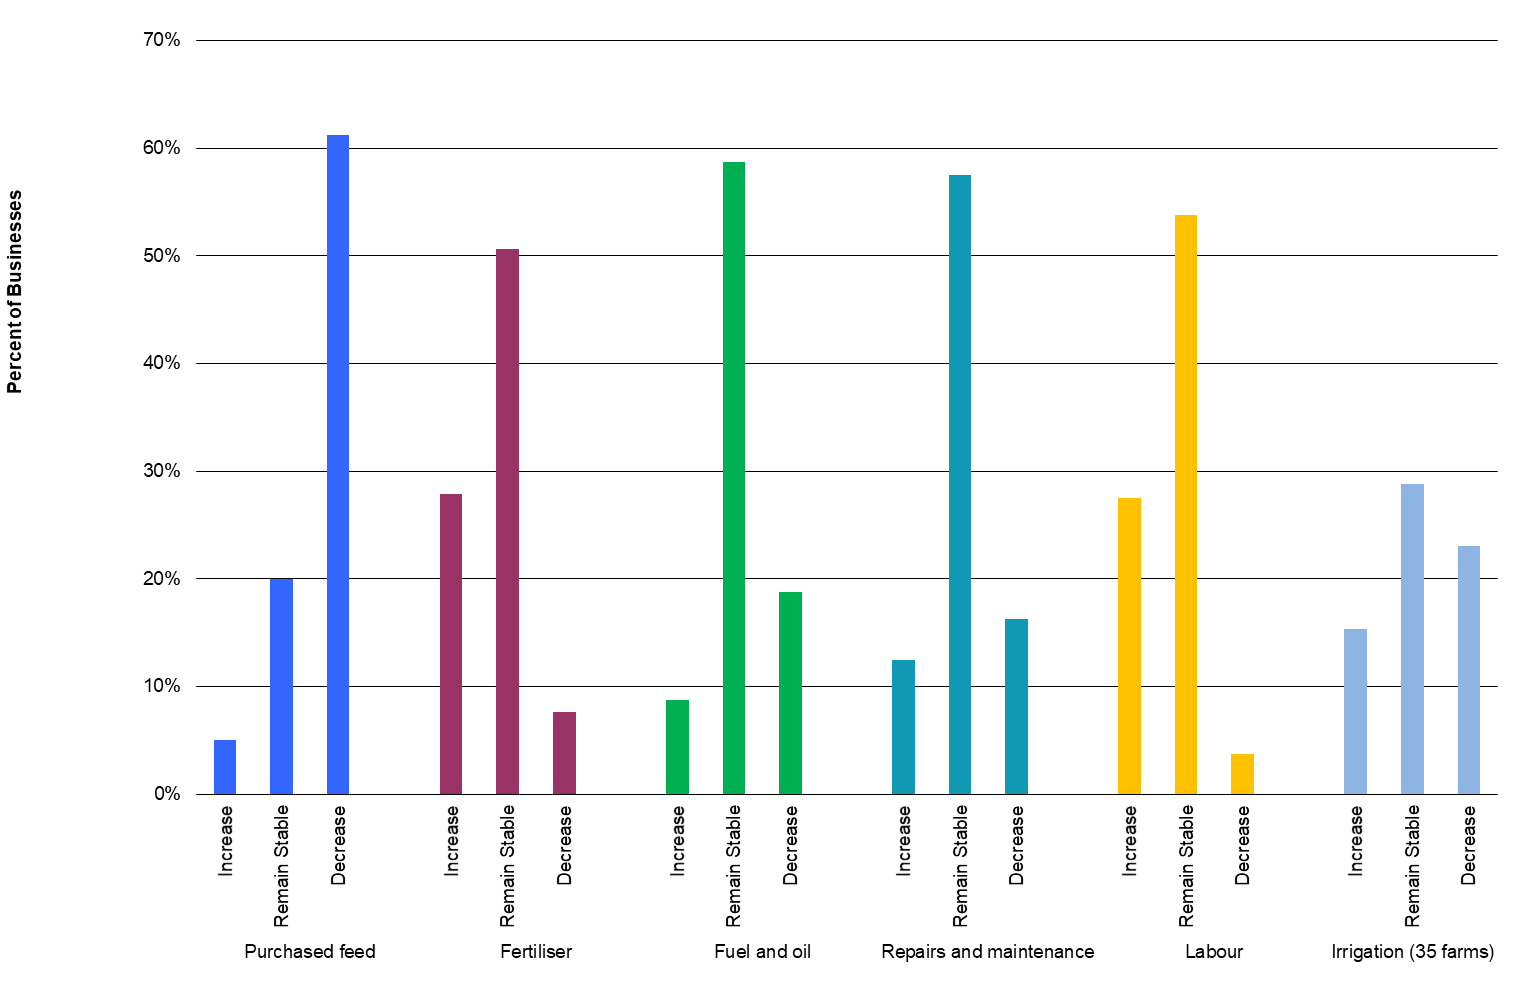 Percent of Businesses
70%
60%
50%
40%
30%
20%
10%
0%
Increase
Remain Stable
Decrease
Increase
Remain Stable
Decrease
Increase
Remain Stable
Decrease
Increase
Remain Stable
Decrease
Increase
Remain Stable
Decrease
Increase
Remain Stable
Decrease
Purchased feed
Fertiliser
Fuel and oil
Repairs and maintenance
Labour
Irrigation (35 farms)